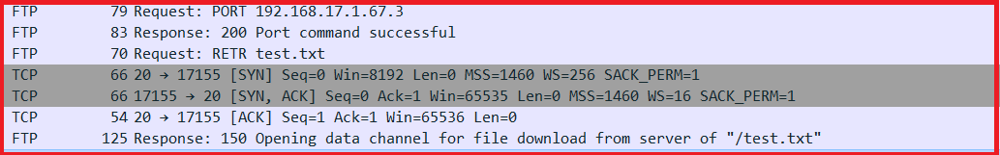 FTP 79 Request: PORT 192.168.17.1.67.3
FTP 83 Response: 200 Port command successful
FTP 70 Request: RETR test.txt
TCP 66 20 → 17155 [SYN] Seq=0 Win=8192 Len=0 MSS=1460 WS=256 SACK_PERM=1
TCP 66 17155 → 20 [SYN, ACK] Seq=0 Ack=1 Win=65535 Len=0 MSS=1460 WS=16 SACK_PERM=1
TCP 54 20 → 17155 [ACK] Seq=1 Ack=1 Win=65536 Len=0
FTP 125 Response: 150 Opening data channel for file download from server of "/test.txt"